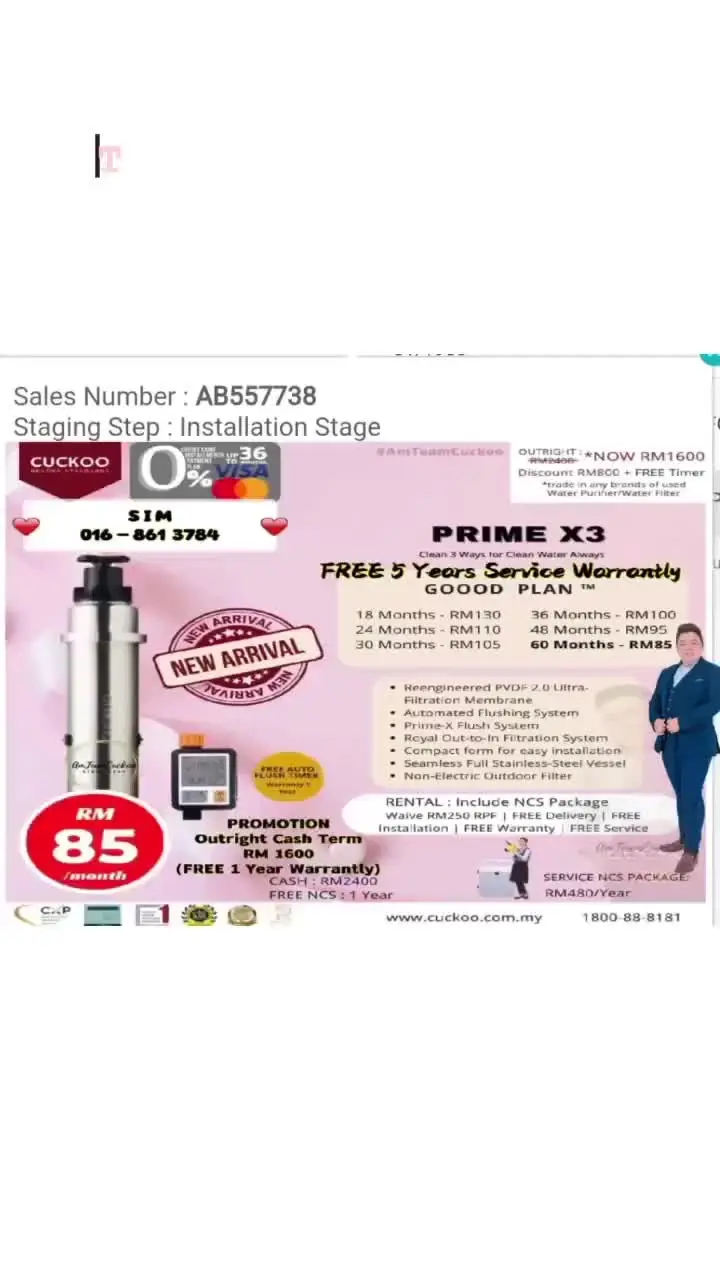 T
Sales Number : AB557738
Staging Step : Installation Stage
CUCKOO
0%
UP TO 36
VISA
@AmTeamCuckoo
OUTRIGHT : RM2400 *NOW RM1600
Discount RM800 + FREE Timer
*trade in any brands of used
Water Purifier/Water Filter
SIM
016 – 861 3784
PRIME X3
Clean 3 Ways for Clean Water Always
FREE 5 Years Service Warrantly
GOOOD PLAN ™
18 Months - RM130
36 Months - RM100
24 Months - RM110
48 Months - RM95
30 Months - RM105
60 Months - RM85
NEW ARRIVAL
NEW ARRIVAL
NEW ARRIVAL
• Reengineered PVDF 2.0 Ultra-
Filtration Membrane
• Automated Flushing System
• Prime-X Flush System
• Royal Out-to-In Filtration System
• Compact form for easy installation
• Seamless Full Stainless-Steel Vessel
• Non-Electric Outdoor Filter
AmTeamCuckoo
FREE AUTO
FLUSH TIMER
Warranty 1
Year
RM
85
/month
PROMOTION
Outright Cash Term
RM 1600
(FREE 1 Year Warrantly)
CASH : RM2400
FREE NCS : 1 Year
RENTAL : Include NCS Package
Waive RM250 RPF | FREE Delivery | FREE
Installation | FREE Warranty | FREE Service
SERVICE NCS PACKAGE:
RM480/Year
www.cuckoo.com.my
1800-88-8181